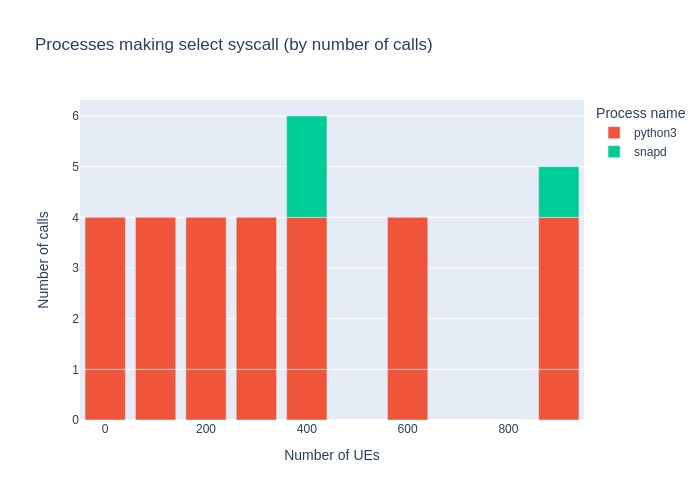 Processes making select syscall (by number of calls)
Process name
python3
snapd
6
5
4
3
2
1
0
Number of calls
0 200 400 600 800
Number of UEs